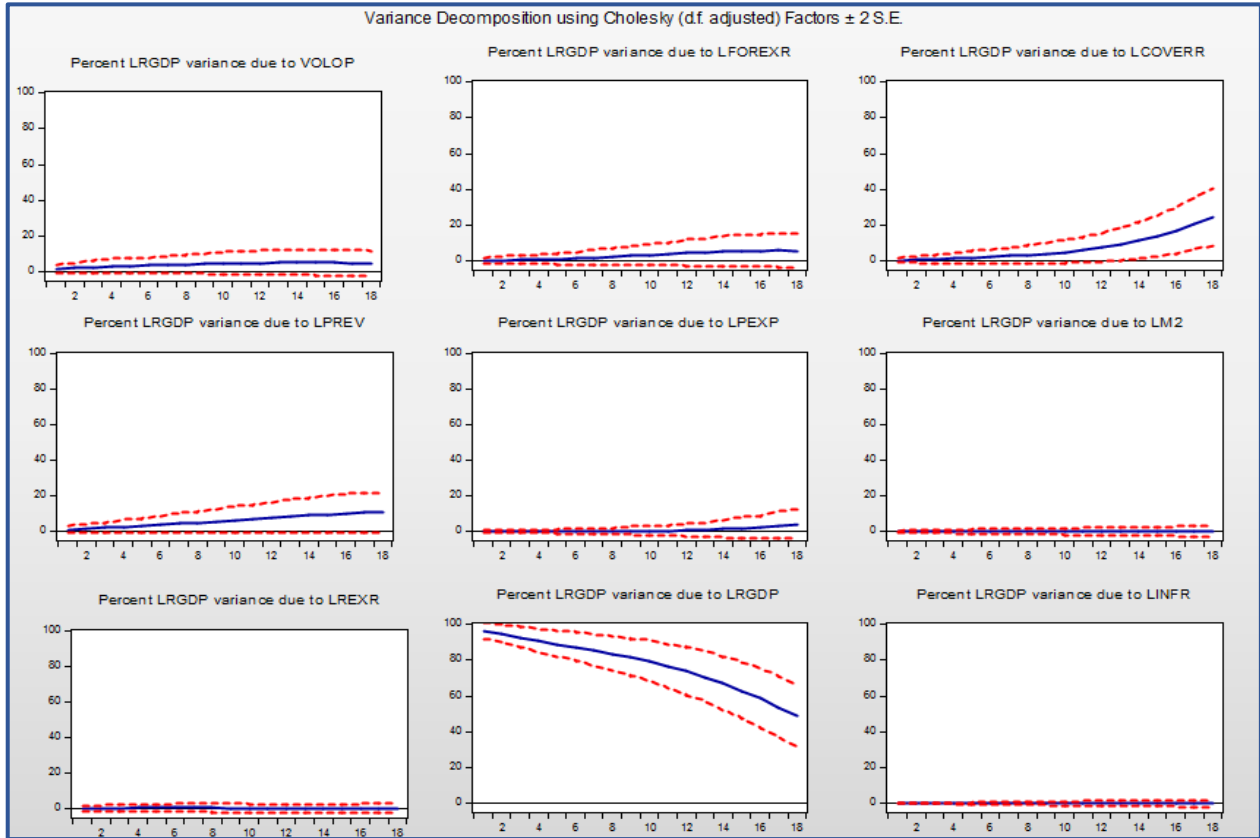 Variance Decomposition using Cholesky (d.f. adjusted) Factors ± 2 S.E.
Percent LRGDP variance due to VOLOP
100
80
60
40
20
0
2 4 6 8 10 12 14 16 18
Percent LRGDP variance due to LFOREXR
100
80
60
40
20
0
2 4 6 8 10 12 14 16 18
Percent LRGDP variance due to LCOVERR
100
80
60
40
20
0
2 4 6 8 10 12 14 16 18
Percent LRGDP variance due to LPREV
100
80
60
40
20
0
2 4 6 8 10 12 14 16 18
Percent LRGDP variance due to LPEXP
100
80
60
40
20
0
2 4 6 8 10 12 14 16 18
Percent LRGDP variance due to LM2
100
80
60
40
20
0
2 4 6 8 10 12 14 16 18
Percent LRGDP variance due to LREXR
100
80
60
40
20
0
2 4 6 8 10 12 14 16 18
Percent LRGDP variance due to LRGDP
100
80
60
40
20
0
2 4 6 8 10 12 14 16 18
Percent LRGDP variance due to LINFR
100
80
60
40
20
0
2 4 6 8 10 12 14 16 18